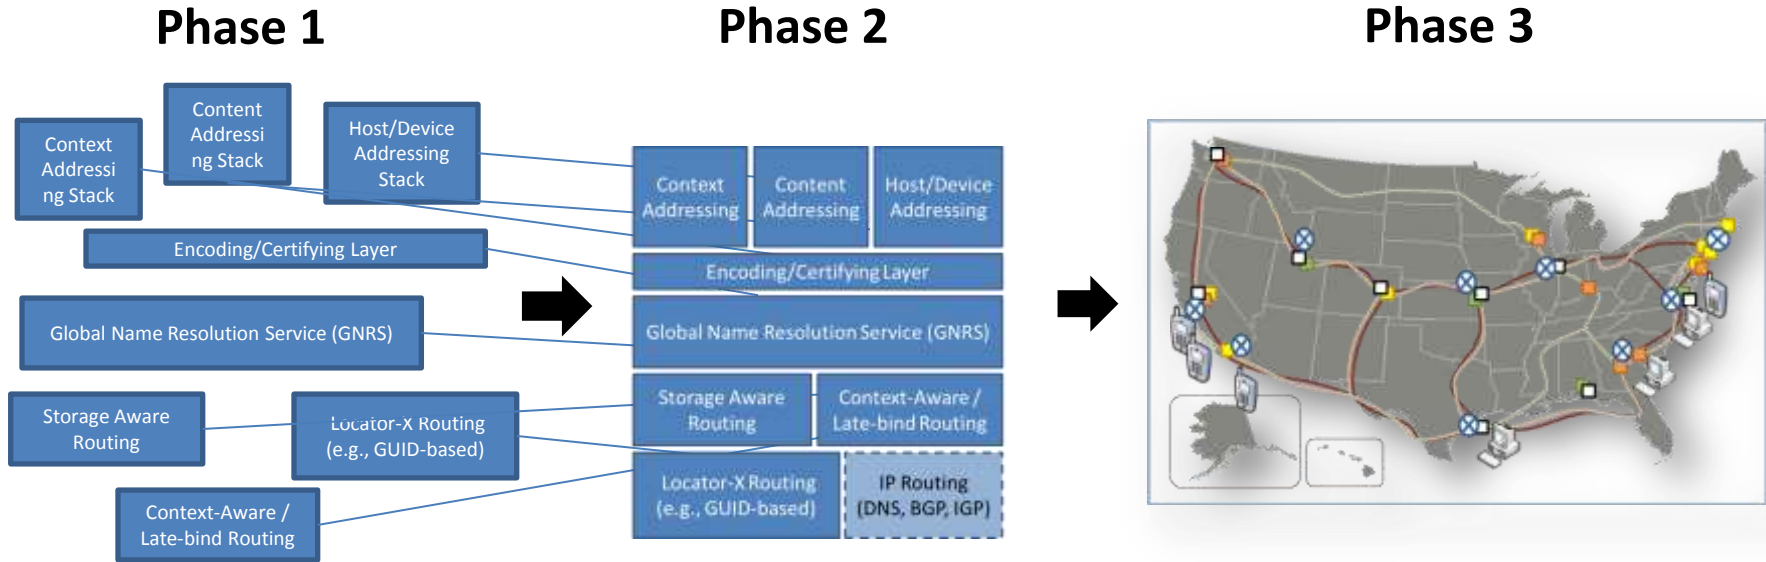 Phase 1
Phase 2
Phase 3
Context
Addressi
ng Stack
Content
Addressi
ng Stack
Host/Device
Addressing
Stack
Encoding/Certifying Layer
Global Name Resolution Service (GNRS)
Storage Aware
Routing
Locator-X Routing
(e.g., GUID-based)
Context-Aware /
Late-bind Routing
Context
Addressing
Content
Addressing
Host/Device
Addressing
Encoding/Certifying Layer
Global Name Resolution Service (GNRS)
Storage Aware
Routing
Context-Aware /
Late-bind Routing
Locator-X Routing
(e.g., GUID-based)
IP Routing
(DNS, BGP, IGP)